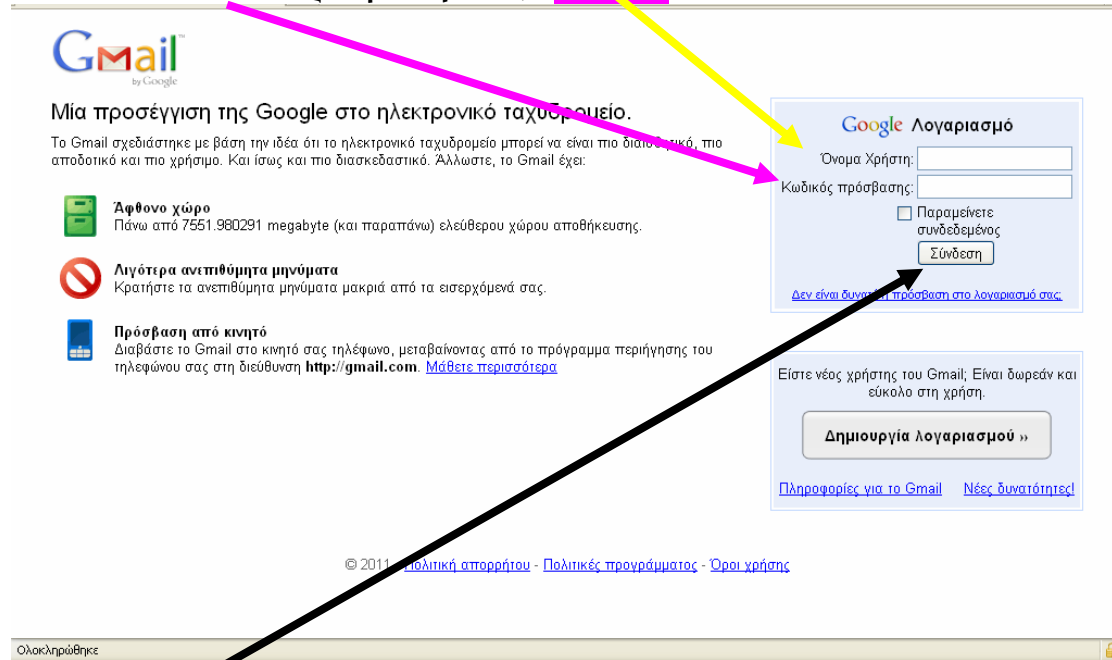 Gmail
by Google
Μία προσέγγιση της Google στο ηλεκτρονικό ταχυδρομείο.
Το Gmail σχεδιάστηκε με βάση την ιδέα ότι το ηλεκτρονικό ταχυδρομείο μπορεί να είναι πιο διαισθητικό, πιο
αποδοτικό και πιο χρήσιμο. Και ίσως και πιο διασκεδαστικό. Άλλωστε, το Gmail έχει:
Άφθονο χώρο
Πάνω από 7551.980291 megabyte (και παραπάνω) ελεύθερου χώρου αποθήκευσης.
Λιγότερα ανεπιθύμητα μηνύματα
Κρατήστε τα ανεπιθύμητα μηνύματα μακριά από τα εισερχόμενά σας.
Πρόσβαση από κινητό
Διαβάστε το Gmail στο κινητό σας τηλέφωνο, μεταβαίνοντας από το πρόγραμμα περιήγησης του
τηλεφώνου σας στη διεύθυνση http://gmail.com. Μάθετε περισσότερα
Google Λογαριασμό
Όνομα Χρήστη:
Κωδικός πρόσβασης:
Παραμείνετε
συνδεδεμένος
Σύνδεση
Δεν είναι δυνατή η πρόσβαση στο λογαριασμό σας;
Είστε νέος χρήστης του Gmail; Είναι δωρεάν και
εύκολο στη χρήση.
Δημιουργία λογαριασμού »
Πληροφορίες για το Gmail Νέες δυνατότητες!
© 2011 - Πολιτική απορρήτου - Πολιτικές προγράμματος - Όροι χρήσης
Ολοκληρώθηκε